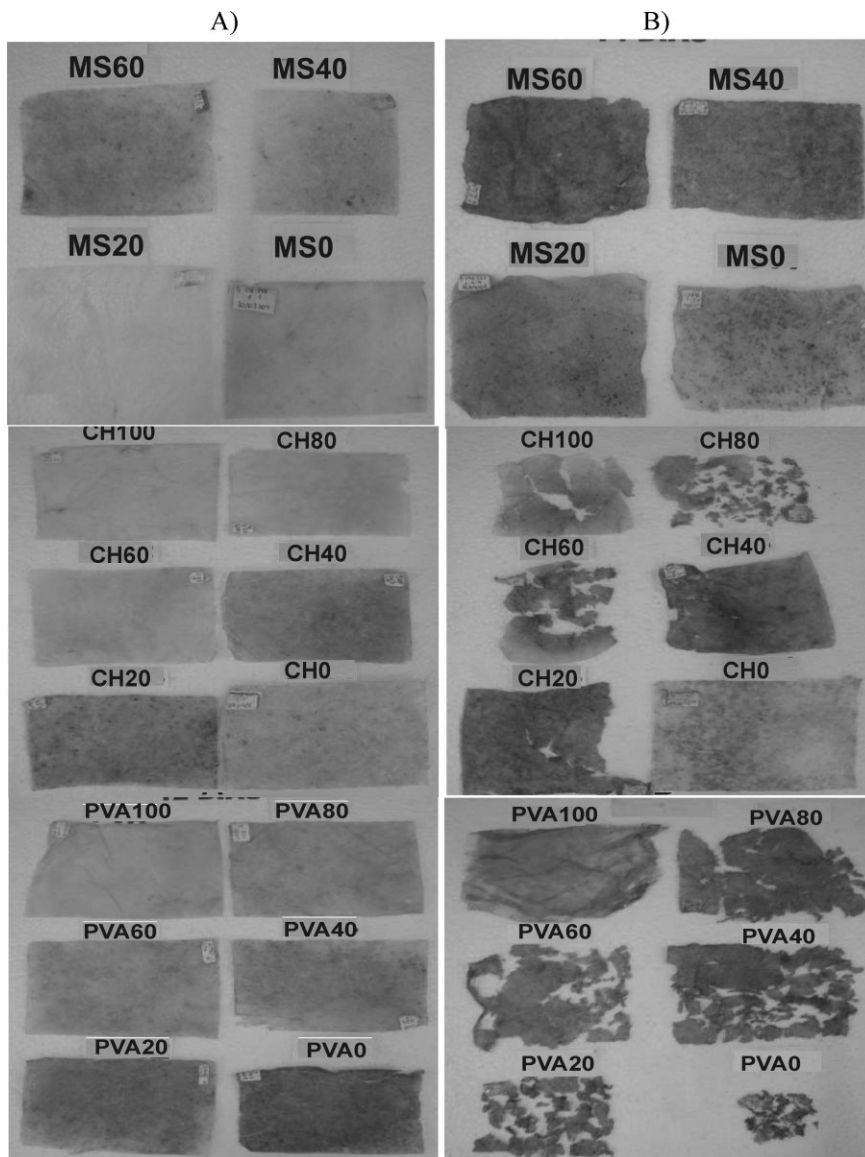 A) B)
MS60 MS40 MS60 MS40
MS20 MS0 MS20 MS0
CH100 CH80 CH100 CH80
CH60 CH40 CH60 CH40
CH20 CH0 CH20 CH0
PVA100 PVA80 PVA100 PVA80
PVA60 PVA40 PVA60 PVA40
PVA20 PVA0 PVA20 PVA0